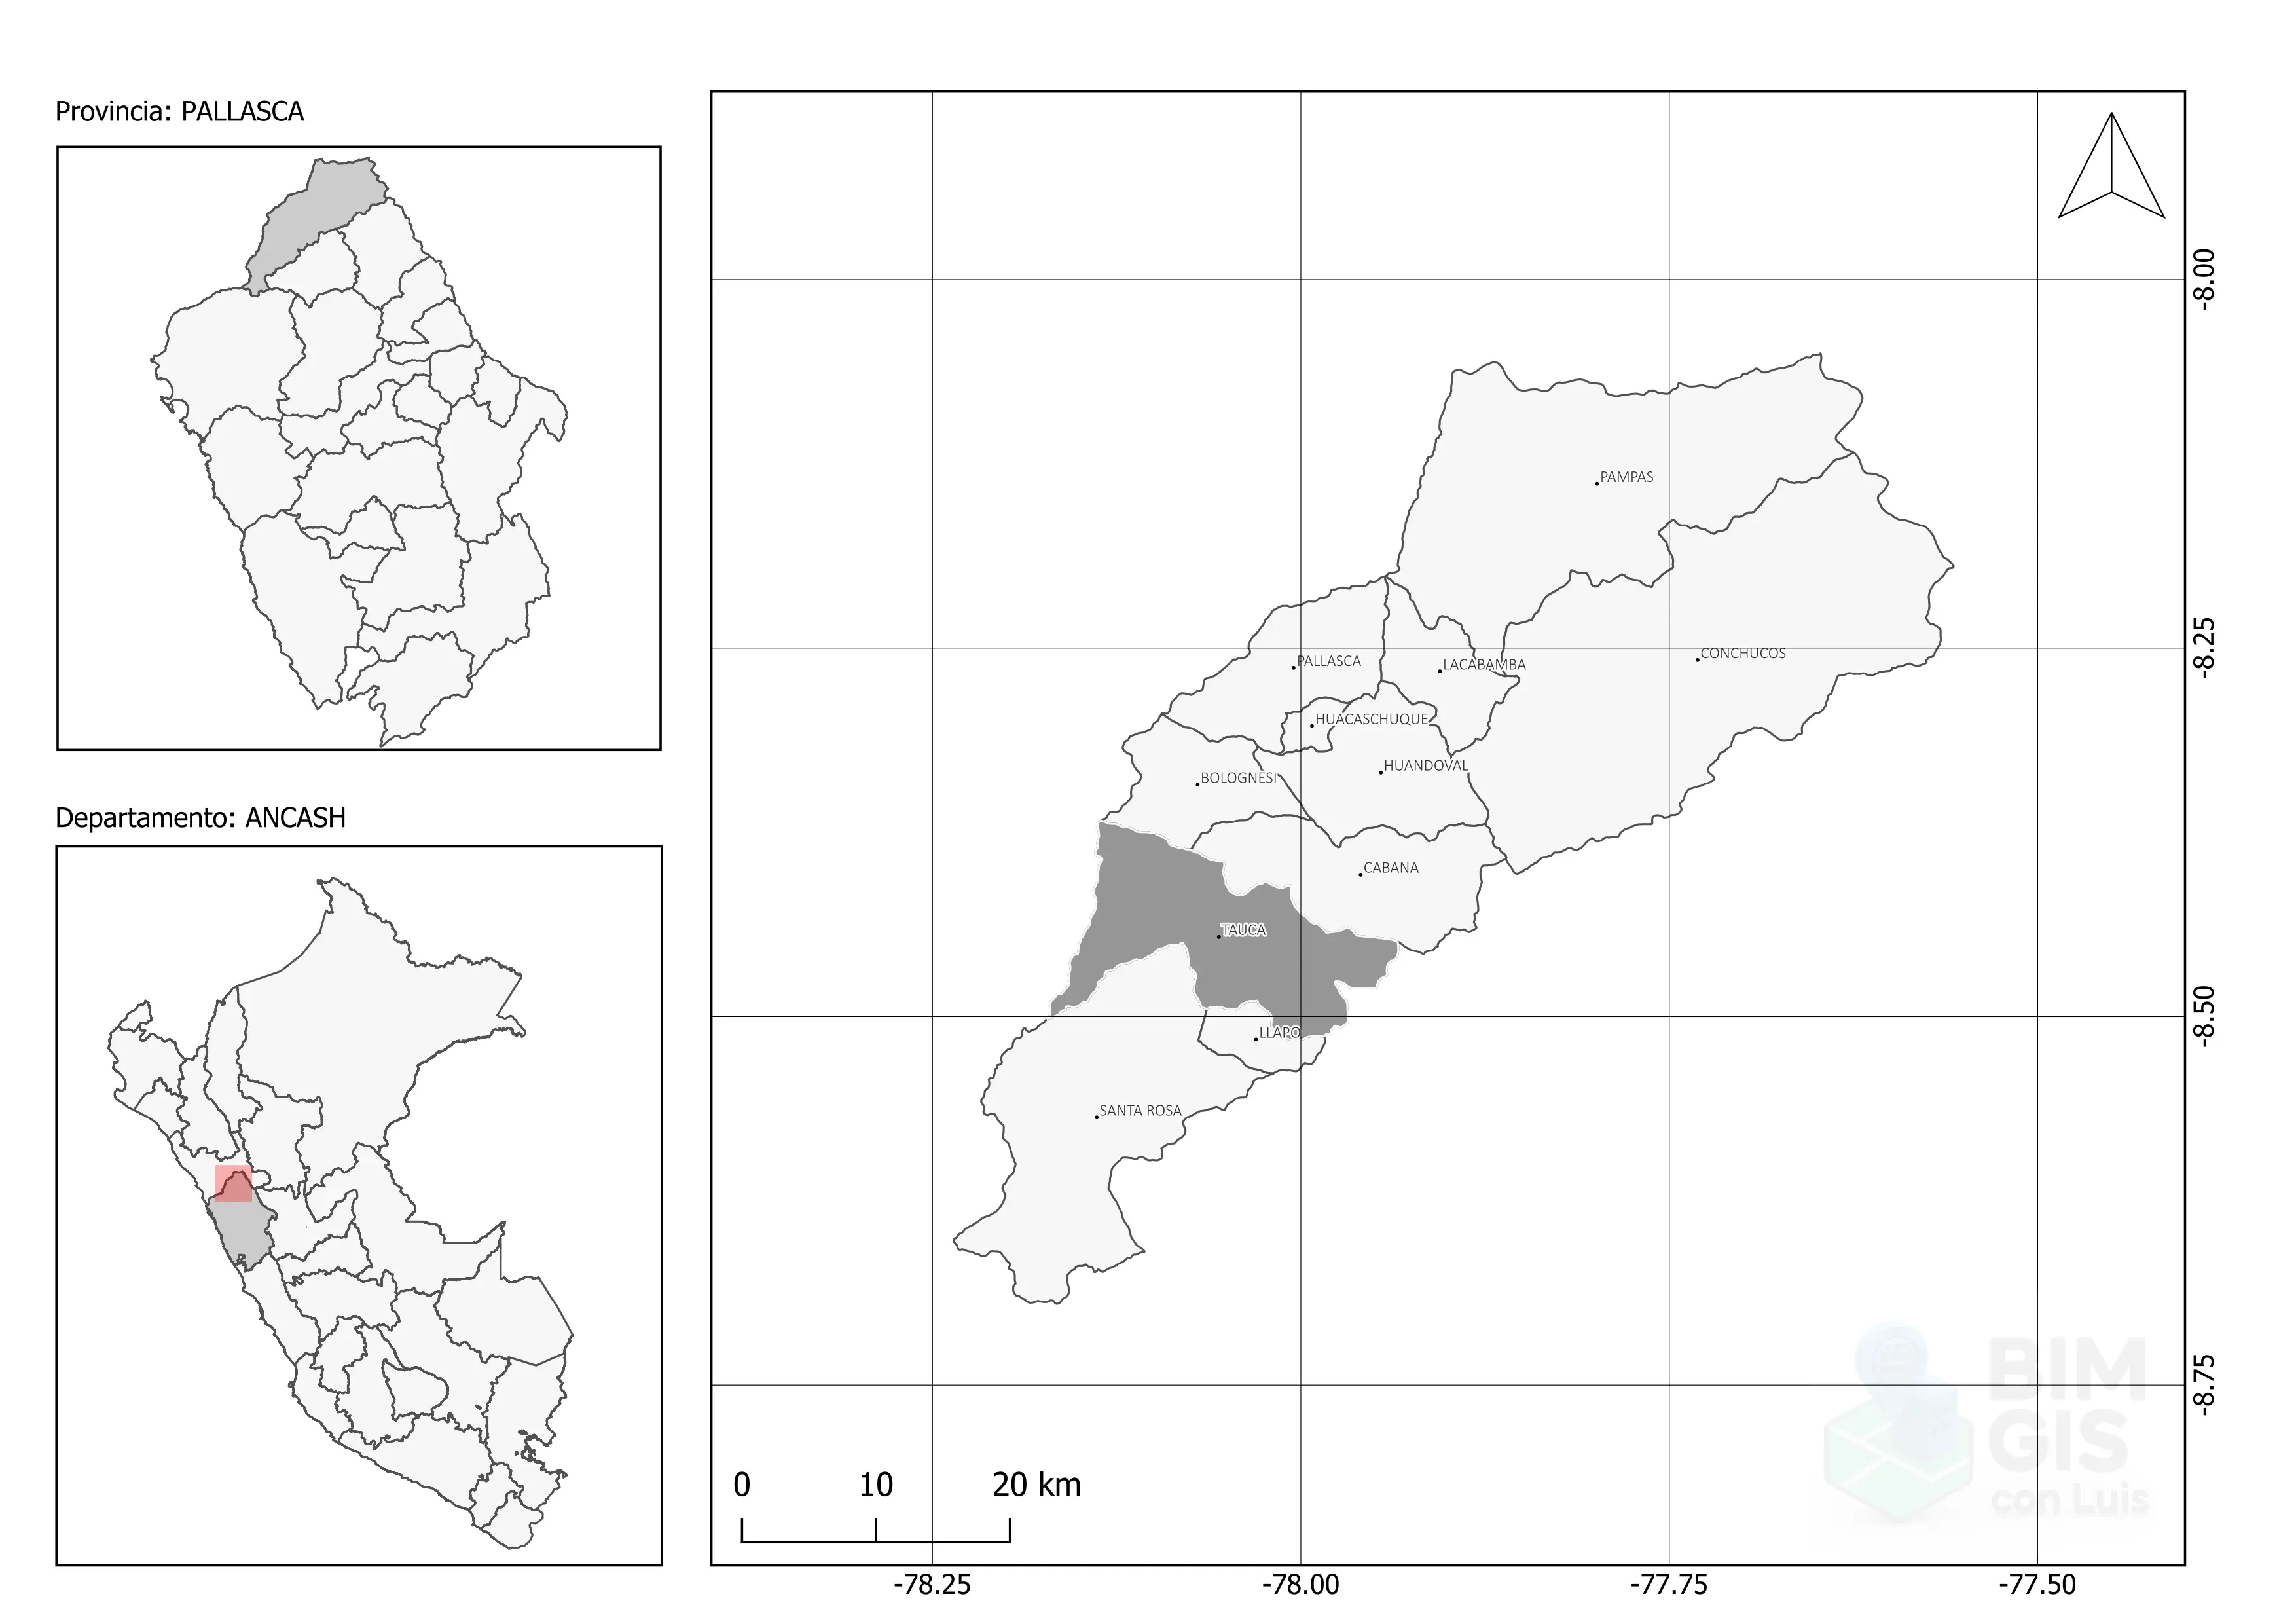 Provincia: PALLASCA
Departamento: ANCASH
PAMPAS
CONCHUCOS
PALLASCA
LACABAMBA
HUACASCHUQUE
HUANDOVAL
BOLOGNESI
CABANA
TAUCA
LLAPO
SANTA ROSA
-8.00
-8.25
-8.50
-8.75
BIM
GIS
con Luis
0 10 20 km
-78.25 -78.00 -77.75 -77.50